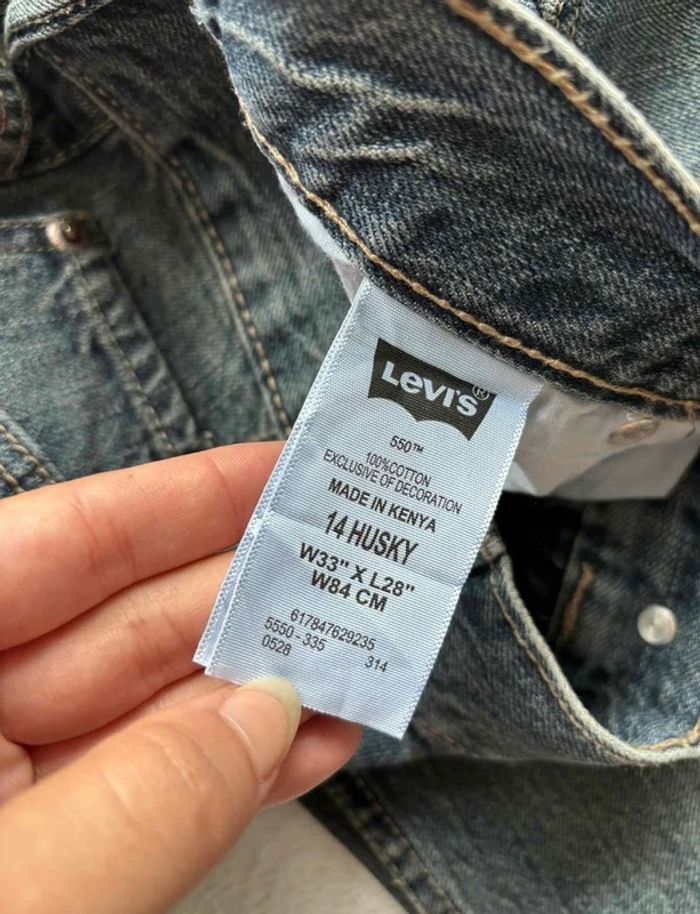 Levi's®
550™
100%COTTON
EXCLUSIVE OF DECORATION
MADE IN KENYA
14 HUSKY
W33" X L28"
W84 CM
617847629235
5550 - 335 314
0528